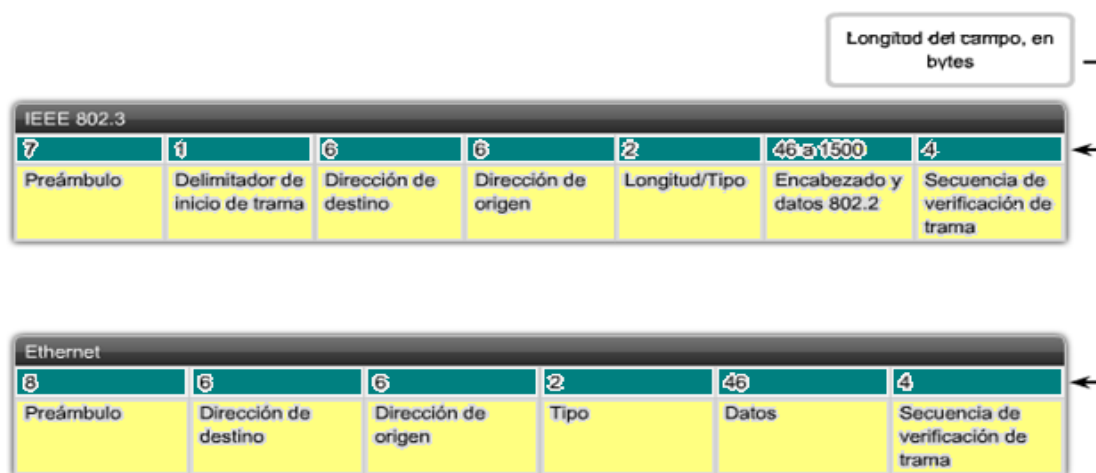 Longitud del campo, en
bytes
IEEE 802.3
7 1 6 6 2 46 a 1500 4
Preámbulo Delimitador de Dirección de Dirección de Longitud/Tipo Encabezado y Secuencia de
inicio de trama destino origen datos 802.2 verificación de
trama
Ethernet
8 6 6 2 46 4
Preámbulo Dirección de Dirección de Tipo Datos Secuencia de
destino origen verificación de
trama